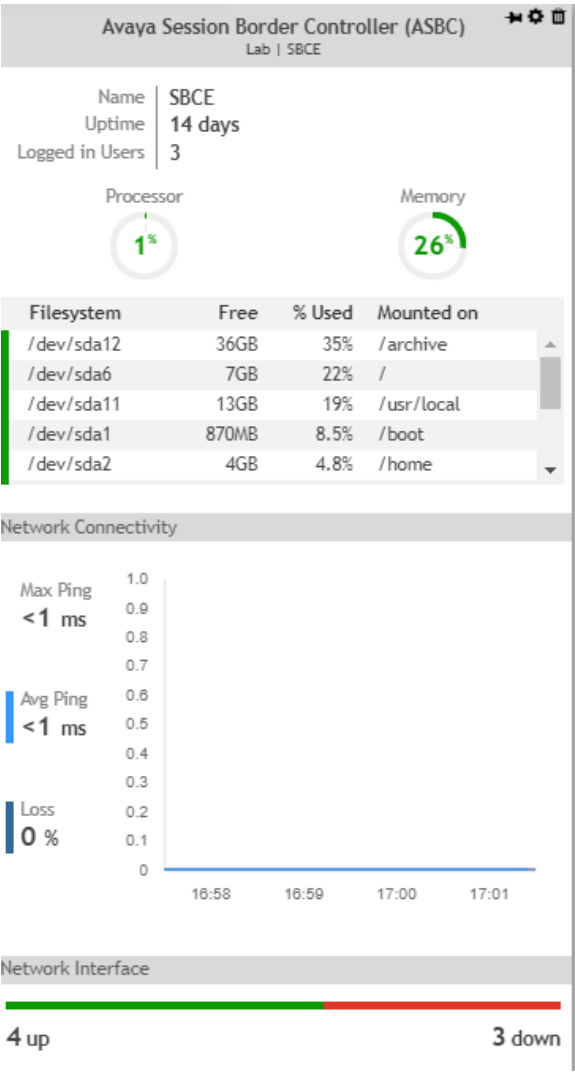 Avaya Session Border Controller (ASBC)
Lab | SBCE
Name SBCE
Uptime 14 days
Logged in Users 3
Processor Memory
1% 26%
Filesystem Free % Used Mounted on
/dev/sda12 36GB 35% /archive
/dev/sda6 7GB 22% /
/dev/sda11 13GB 19% /usr/local
/dev/sda1 870MB 8.5% /boot
/dev/sda2 4GB 4.8% /home
Network Connectivity
Max Ping
<1 ms
Avg Ping
<1 ms
Loss
0 %
1.0
0.9
0.8
0.7
0.6
0.5
0.4
0.3
0.2
0.1
0
16:58 16:59 17:00 17:01
Network Interface
4 up 3 down